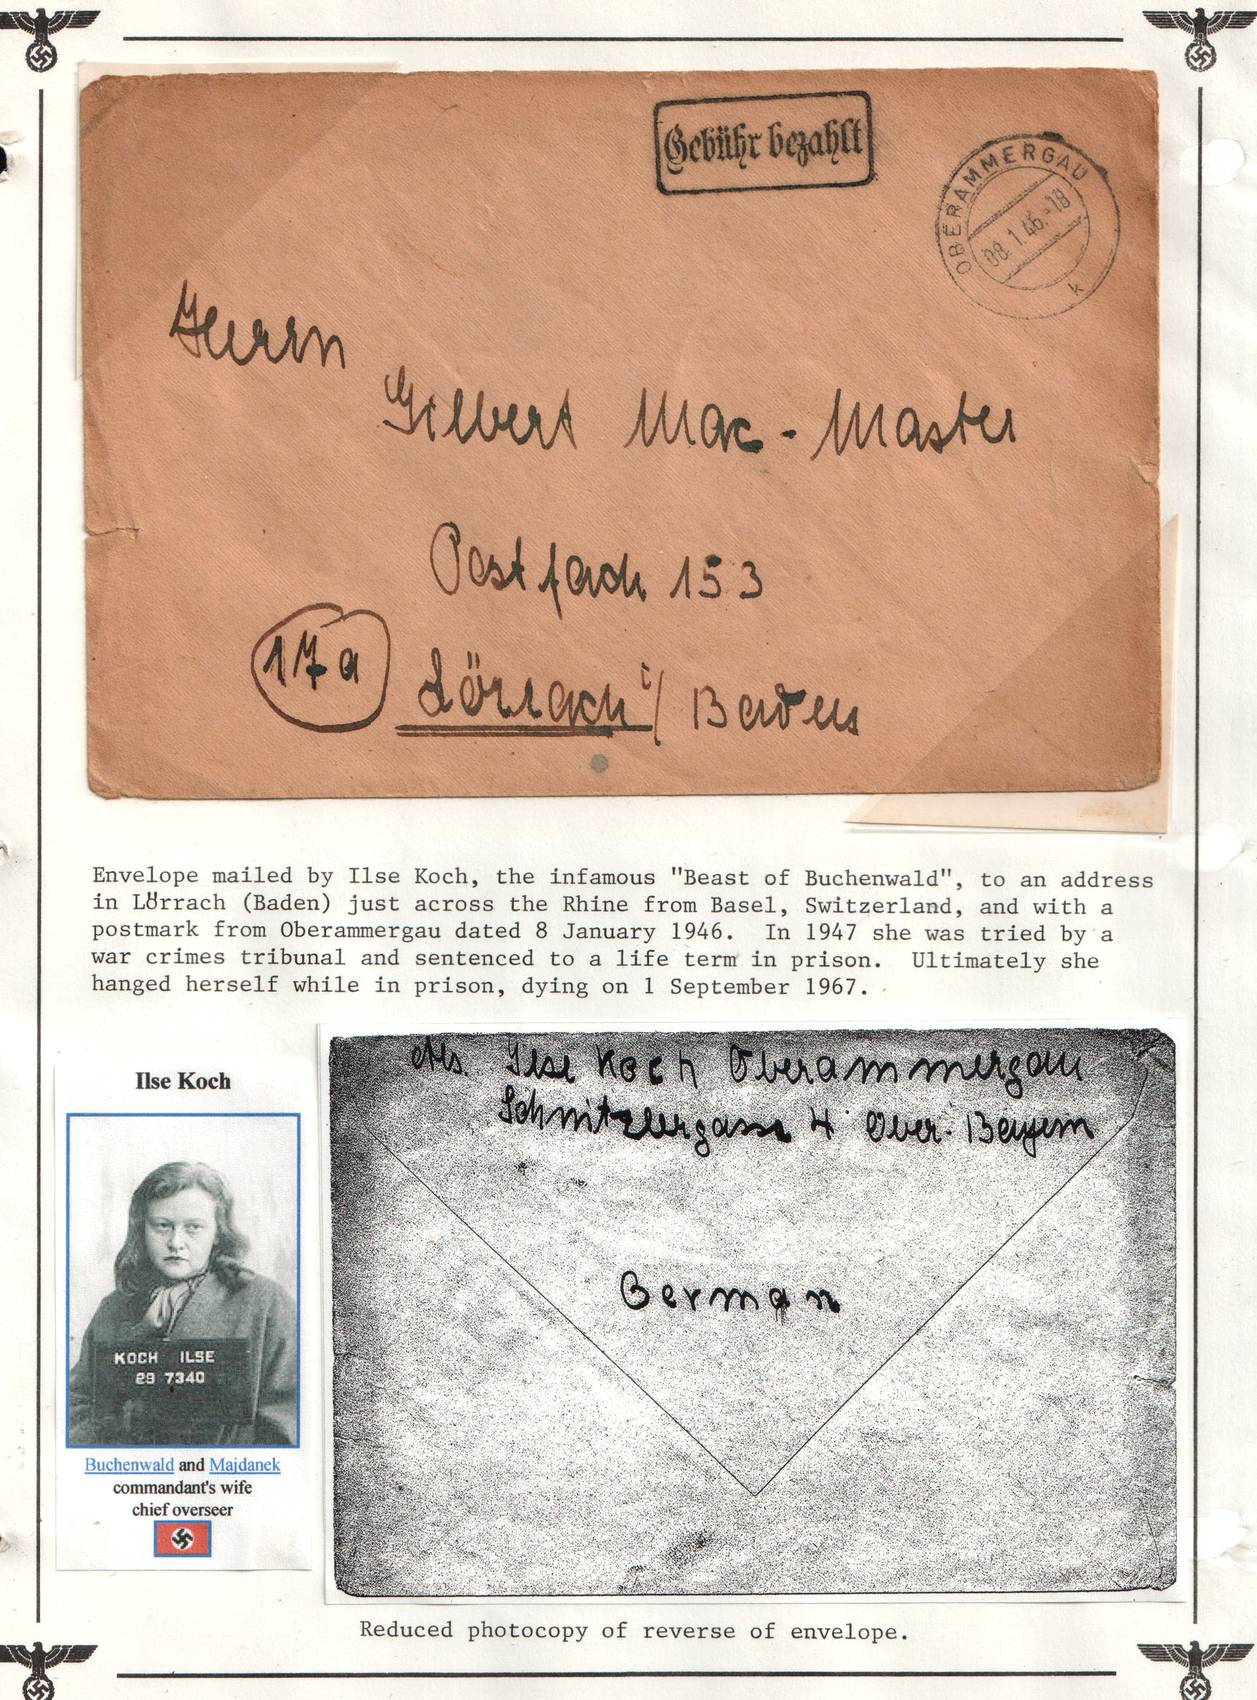 Gebühr bezahlt
OBERAMMERGAU
08.1.46.-18
k
Herrn
Gilbert Mac-Master
Postfach 153
17a
Lörrach i/Baden
Envelope mailed by Ilse Koch, the infamous "Beast of Buchenwald", to an address
in Lörrach (Baden) just across the Rhine from Basel, Switzerland, and with a
postmark from Oberammergau dated 8 January 1946. In 1947 she was tried by a
war crimes tribunal and sentenced to a life term in prison. Ultimately she
hanged herself while in prison, dying on 1 September 1967.
Ilse Koch
KOCH ILSE
29 7340
Buchenwald and Majdanek
commandant's wife
chief overseer
Abs. Ilse Koch Oberammergau
Schnitzlergasse 4 Ober-Bayern
German
Reduced photocopy of reverse of envelope.